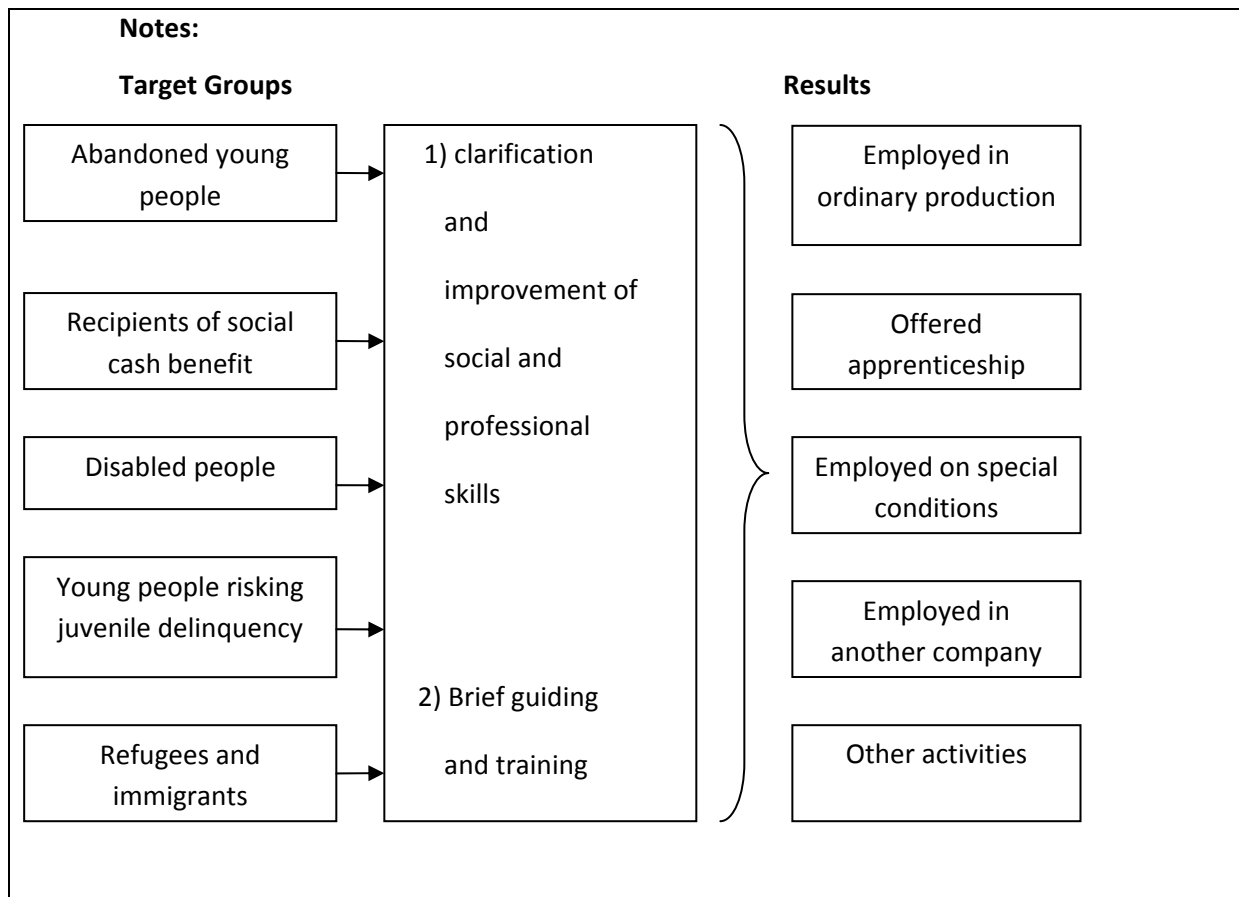 Notes:
Target Groups
Results
Abandoned young
people
Recipients of social
cash benefit
Disabled people
Young people risking
juvenile delinquency
Refugees and
immigrants
1) clarification
and
improvement of
social and
professional
skills
2) Brief guiding
and training
Employed in
ordinary production
Offered
apprenticeship
Employed on special
conditions
Employed in
another company
Other activities